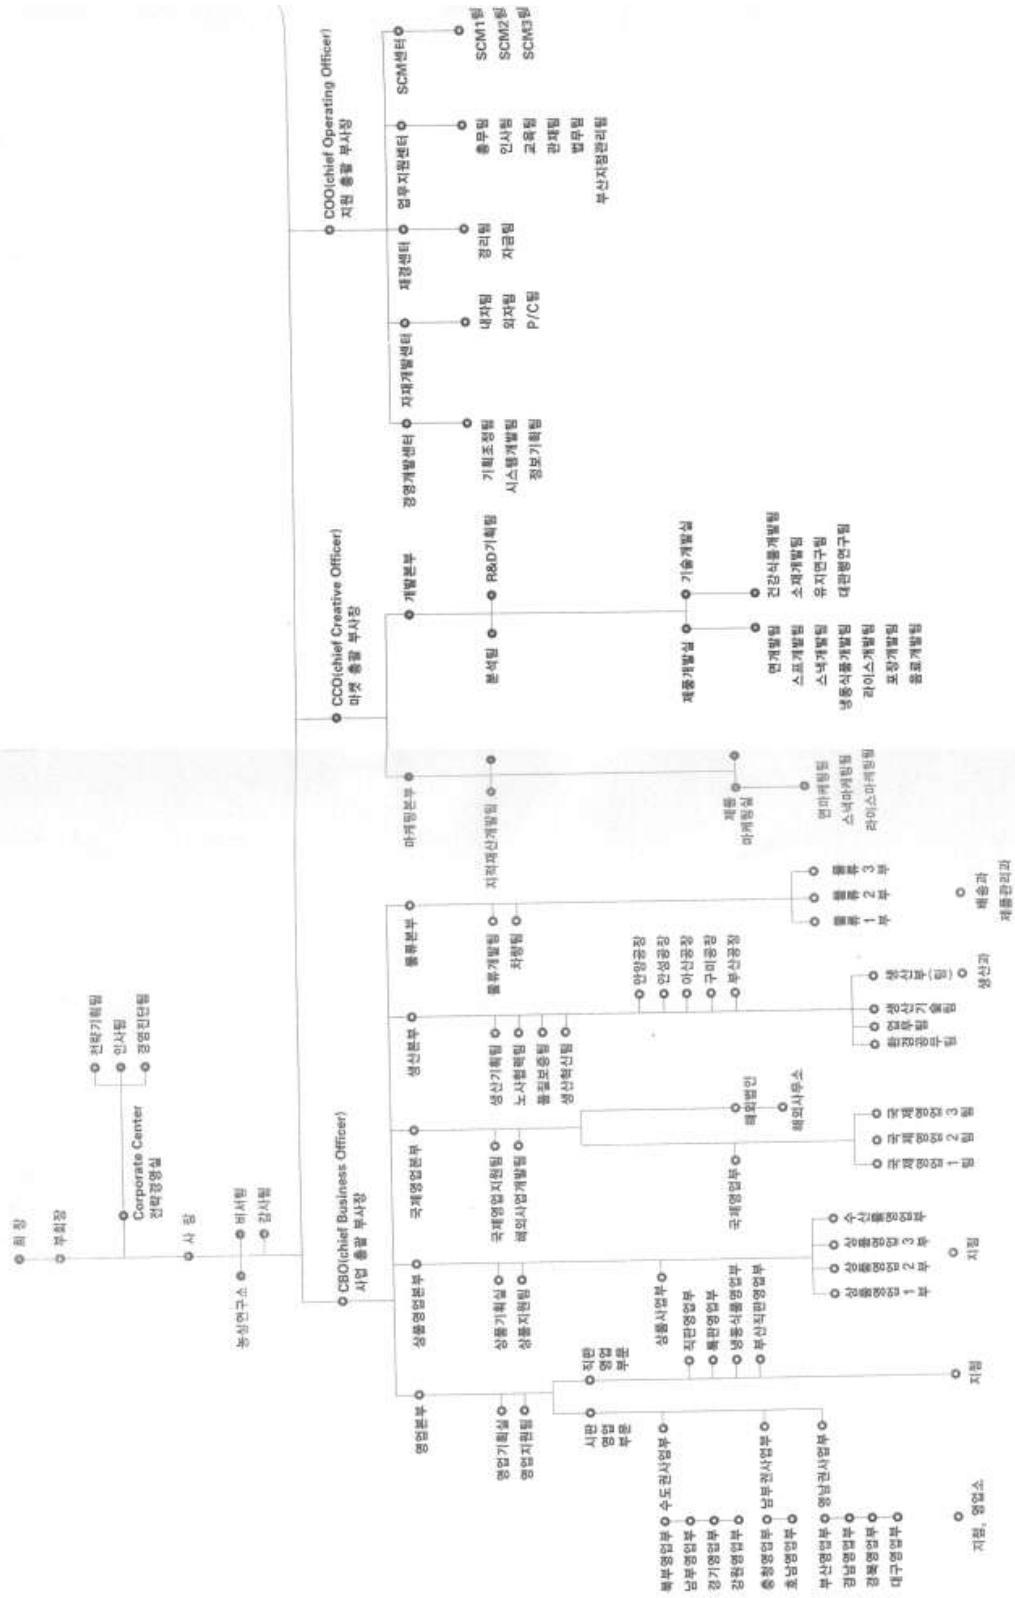 회 장
부회장
Corporate Center
전략경영실
전략기획팀
인사팀
경영진단팀
사 장
농심연구소
비서팀
감사팀
CBO(chief Business Officer)
사업 총괄 부사장
영업본부
영업기획실
영업지원팀
시판
영업
부문
수도권사업부
북부영업부
남부영업부
경기영업부
강원영업부
남부권사업부
충청영업부
호남영업부
영남권사업부
부산영업부
경남영업부
경북영업부
대구영업부
지점, 영업소
직판
영업
부문
직판영업부
특판영업부
냉동식품영업부
부산직판영업부
지점
상품영업본부
상품기획실
상품지원팀
상품사업부
상품영업 1 부
상품영업 2 부
상품영업 3 부
수산물영업부
지점
국제영업본부
국제영업지원팀
해외사업개발팀
국제영업부
국제영업 1 팀
국제영업 2 팀
국제영업 3 팀
해외법인
해외사무소
생산본부
생산기획팀
노사협력팀
품질보증팀
생산혁신팀
안양공장
안성공장
아산공장
구미공장
부산공장
환경공무팀
업무팀
생산기술팀
생산부(팀)
생산과
물류본부
물류개발팀
차량팀
물류 1 부
물류 2 부
물류 3 부
배송과
제품관리과
CCO(chief Creative Officer)
마켓 총괄 부사장
마케팅본부
지적재산개발팀
제품
마케팅실
면마케팅팀
스낵마케팅팀
라이스마케팅팀
개발본부
분석팀
R&D기획팀
제품개발실
면개발팀
스프개발팀
스낵개발팀
냉동식품개발팀
라이스개발팀
포장개발팀
음료개발팀
기술개발실
건강식품개발팀
소재개발팀
유지연구팀
대관령연구팀
COO(chief Operating Officer)
지원 총괄 부사장
경영개발센터
기획조정팀
시스템개발팀
정보기획팀
자재개발센터
내자팀
외자팀
P/C팀
재경센터
경리팀
자금팀
업무지원센터
총무팀
인사팀
교육팀
관재팀
법무팀
부산지점관리팀
SCM센터
SCM1팀
SCM2팀
SCM3팀